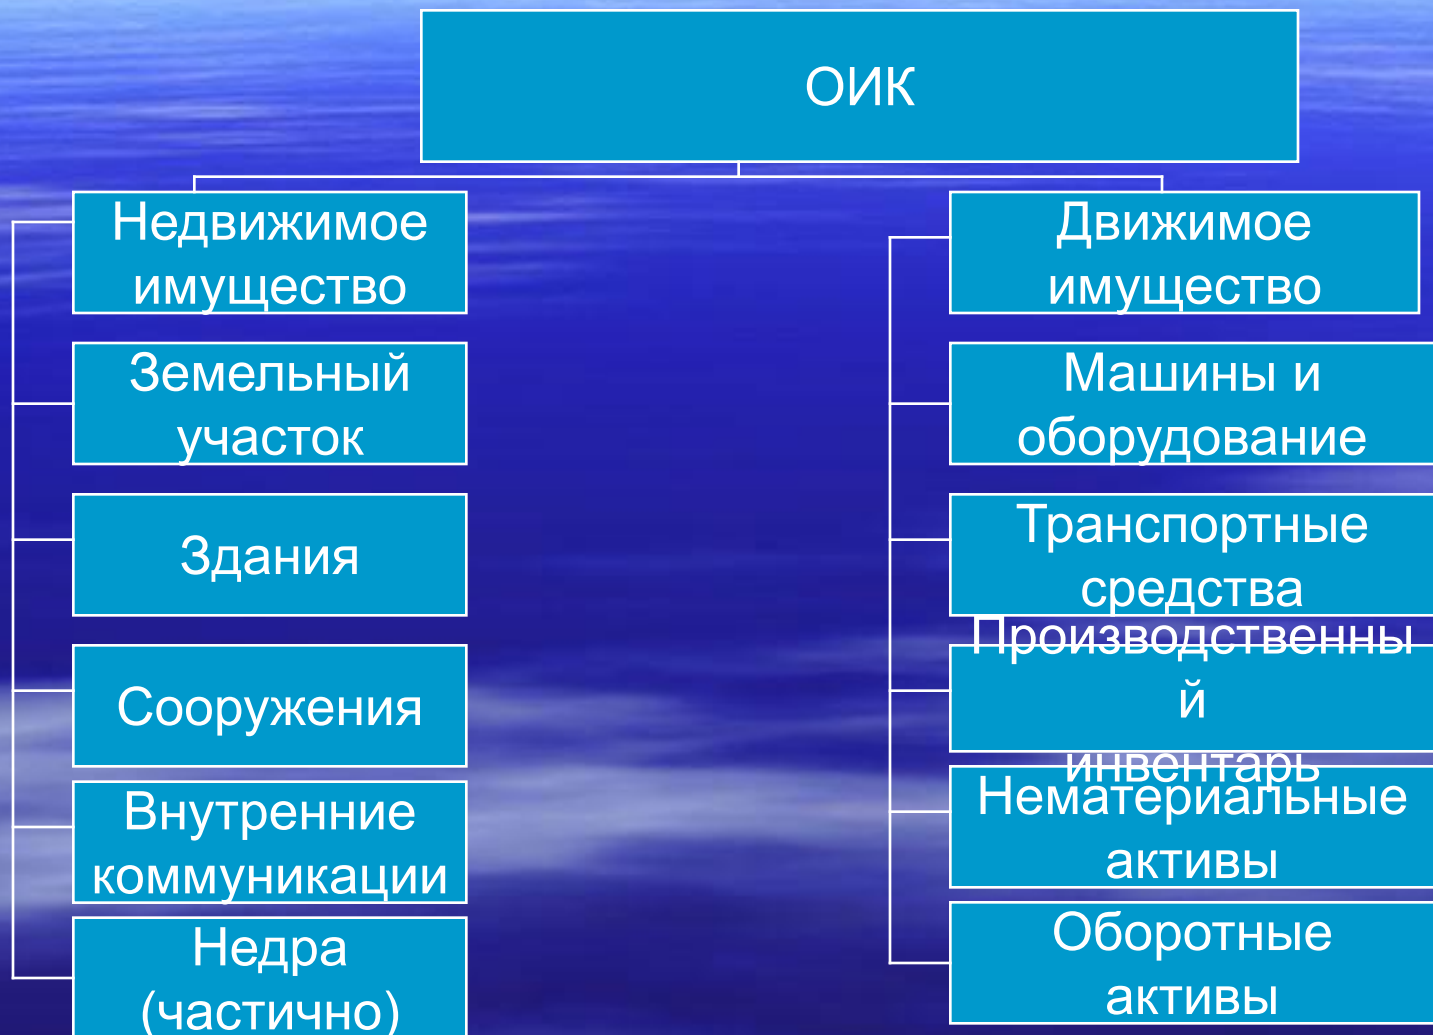 ОИК
Недвижимое
имущество
Земельный
участок
Здания
Сооружения
Внутренние
коммуникации
Недра
(частично)
Движимое
имущество
Машины и
оборудование
Транспортные
средства
Производственны
й
инвентарь
Нематериальные
активы
Оборотные
активы